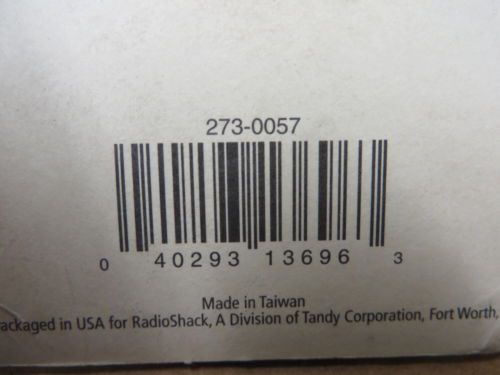 273-0057
0 40293 13696 3
Made in Taiwan
ackaged in USA for RadioShack, A Division of Tandy Corporation, Fort Worth,